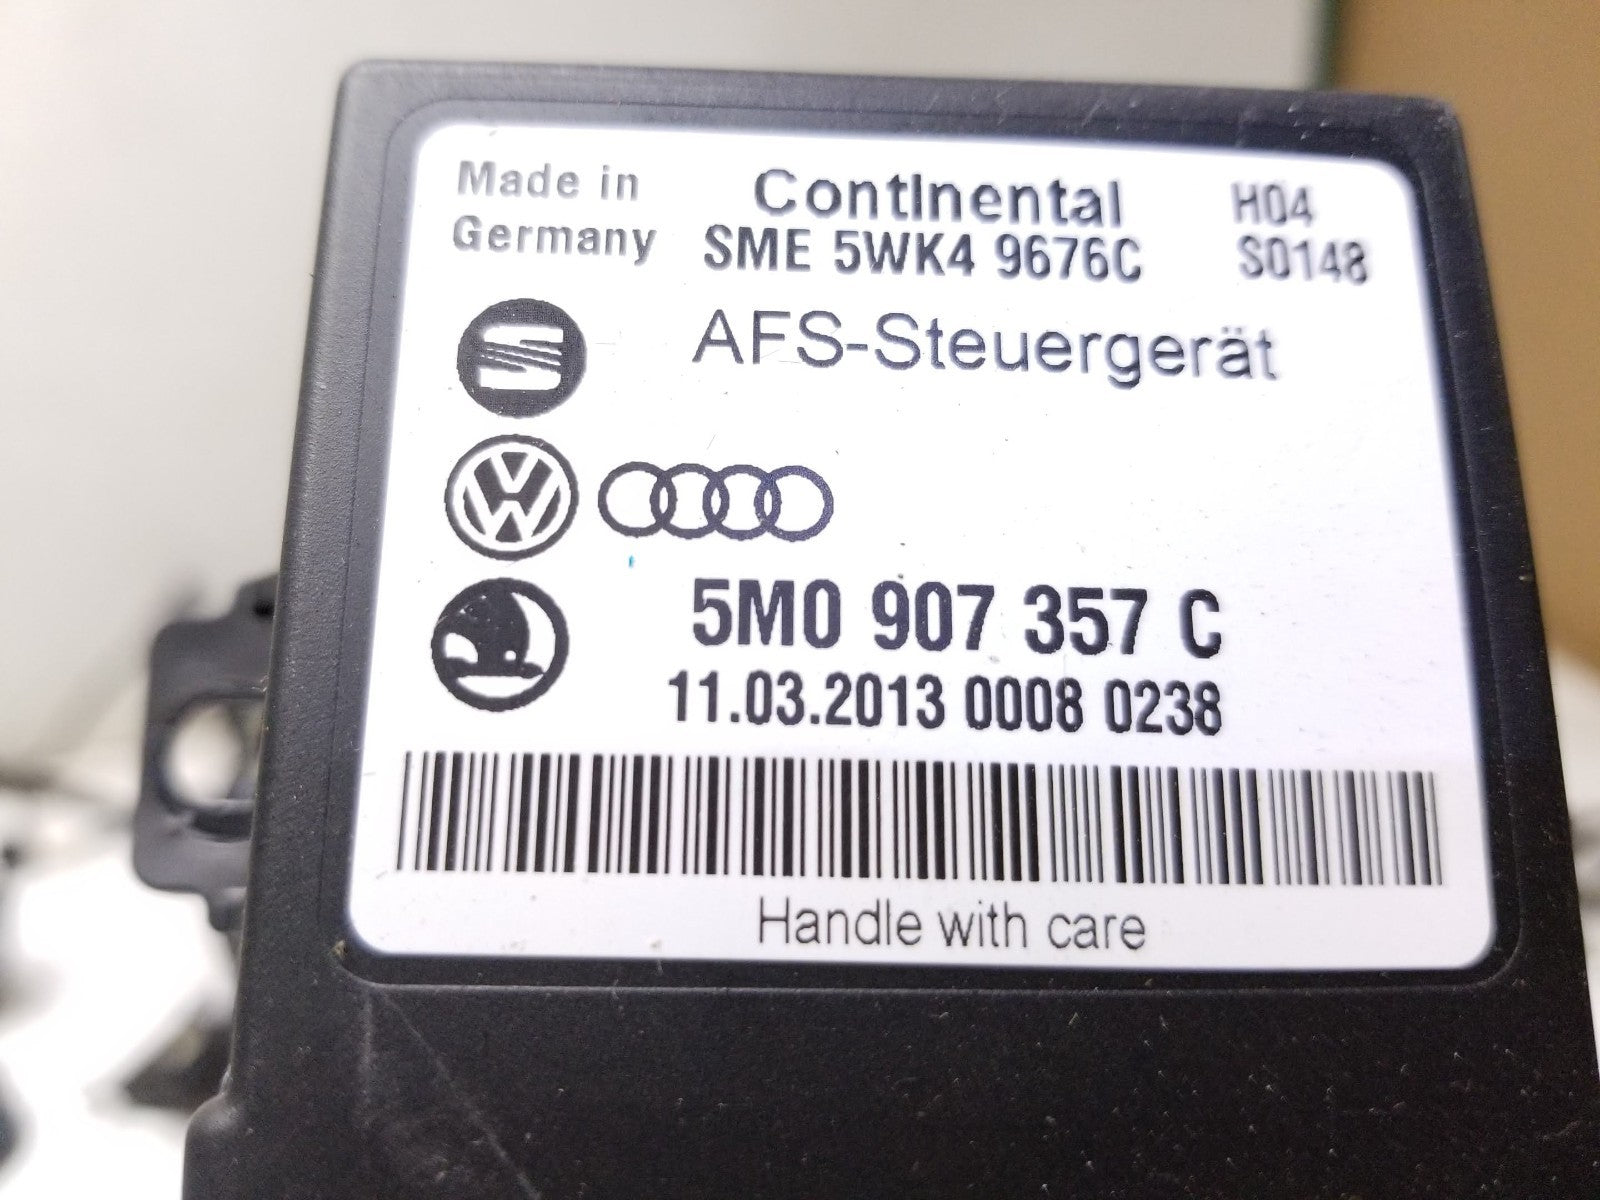 Made in
Germany
Continental
SME 5WK4 9676C
H04
S0148
AFS-Steuergerät
5M0 907 357 C
11.03.2013 0008 0238
Handle with care